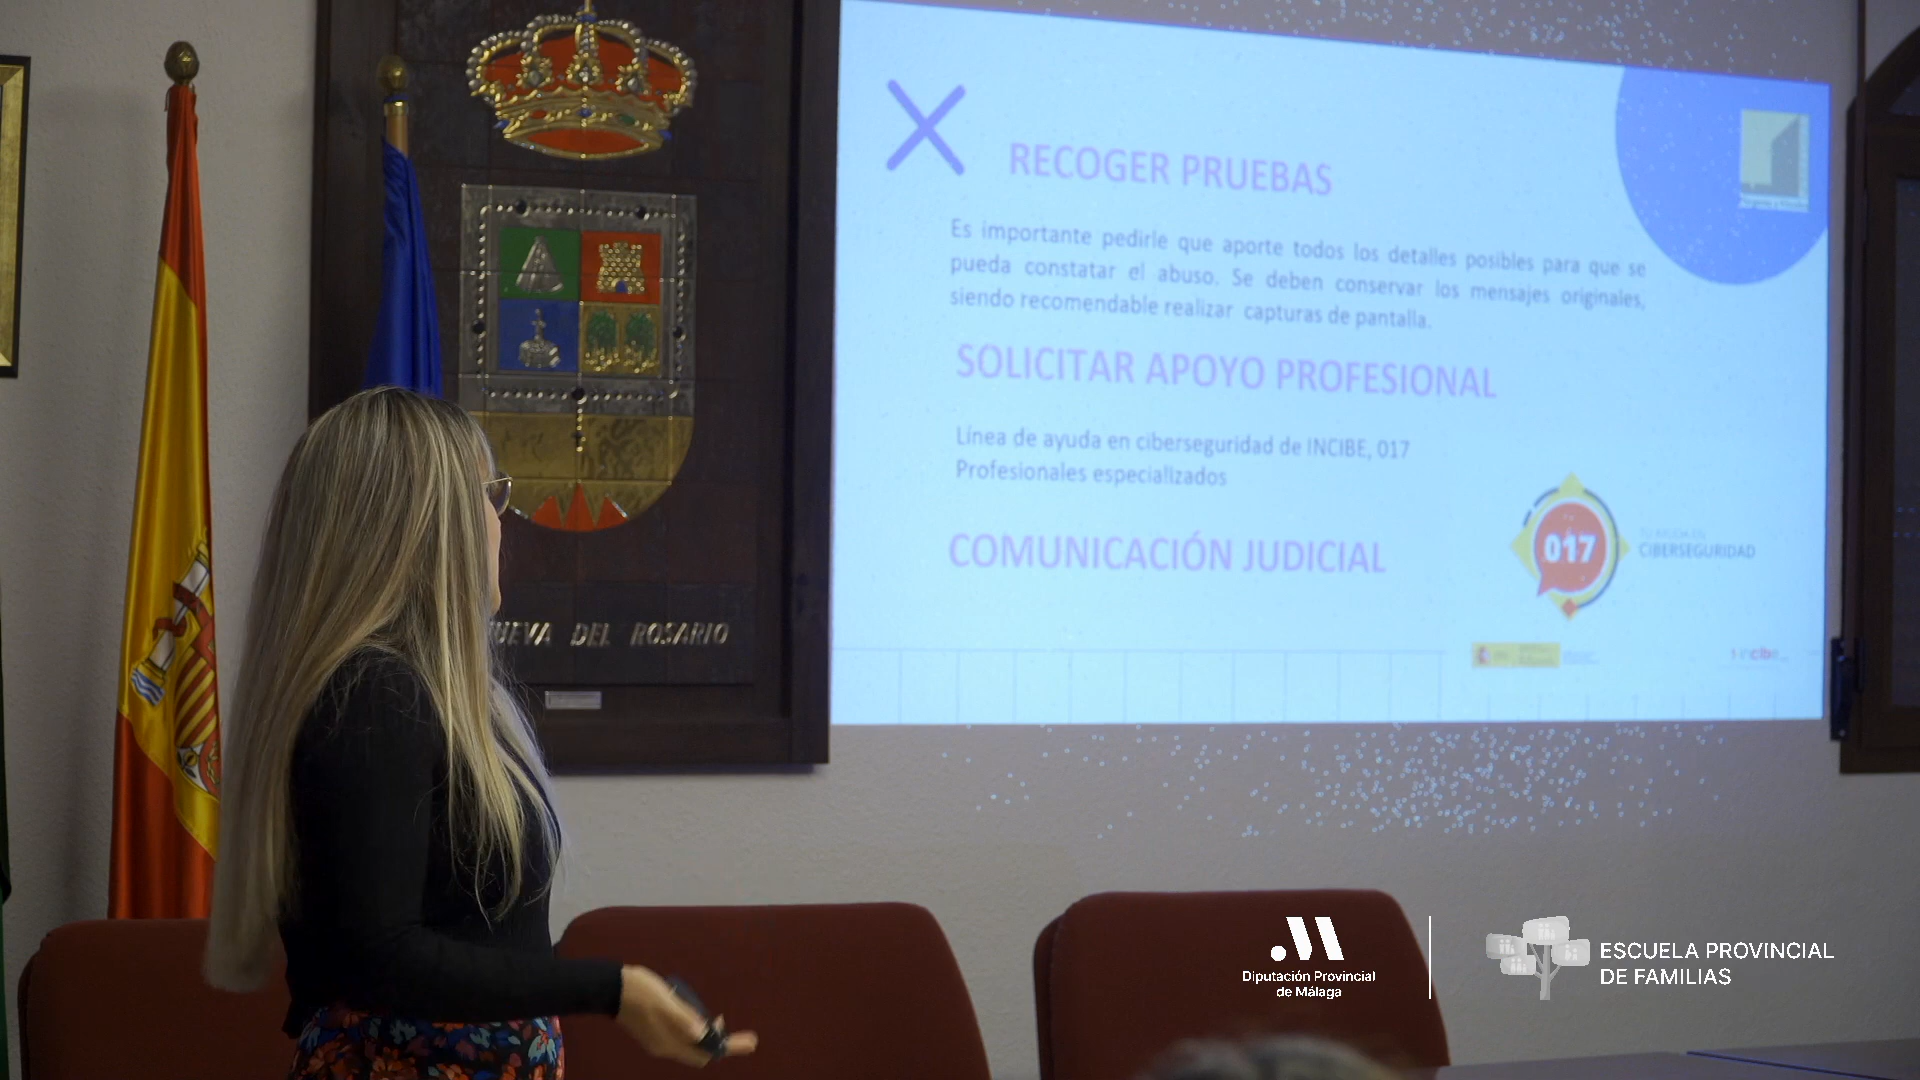 RECOGER PRUEBAS
Es importante pedirle que aporte todos los detalles posibles para que se
pueda constatar el abuso. Se deben conservar los mensajes originales,
siendo recomendable realizar capturas de pantalla.
SOLICITAR APOYO PROFESIONAL
Línea de ayuda en ciberseguridad de INCIBE, 017
Profesionales especializados
COMUNICACIÓN JUDICIAL
017
TU AYUDA EN
CIBERSEGURIDAD
DEL ROSARIO
Diputación Provincial
de Málaga
ESCUELA PROVINCIAL
DE FAMILIAS